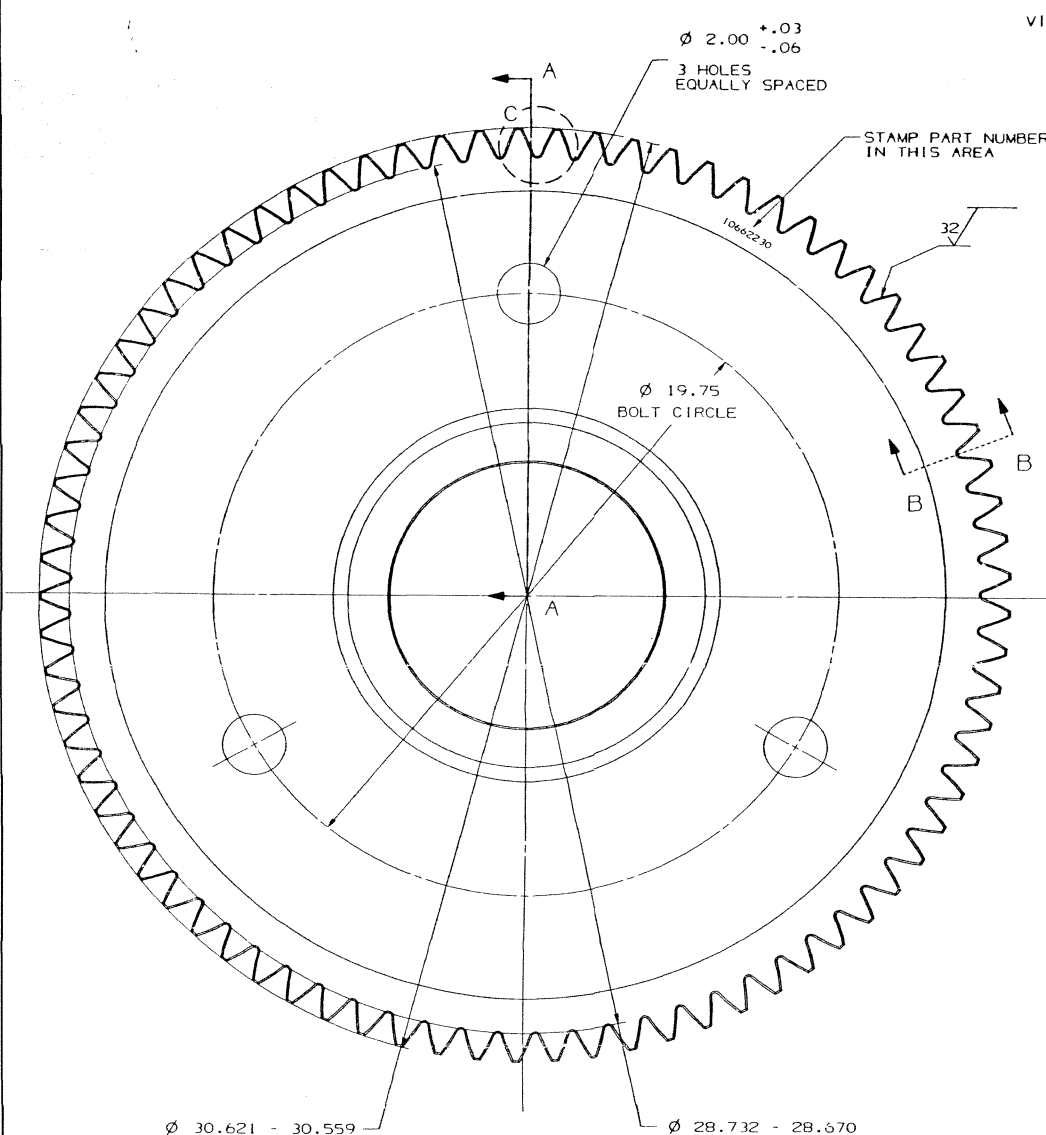 VI
Ø 2.00 +.03
-.06
3 HOLES
EQUALLY SPACED
A
C
STAMP PART NUMBER
IN THIS AREA
10662230
32
Ø 19.75
BOLT CIRCLE
B
B
A
Ø 30.621 - 30.559
Ø 28.732 - 28.670